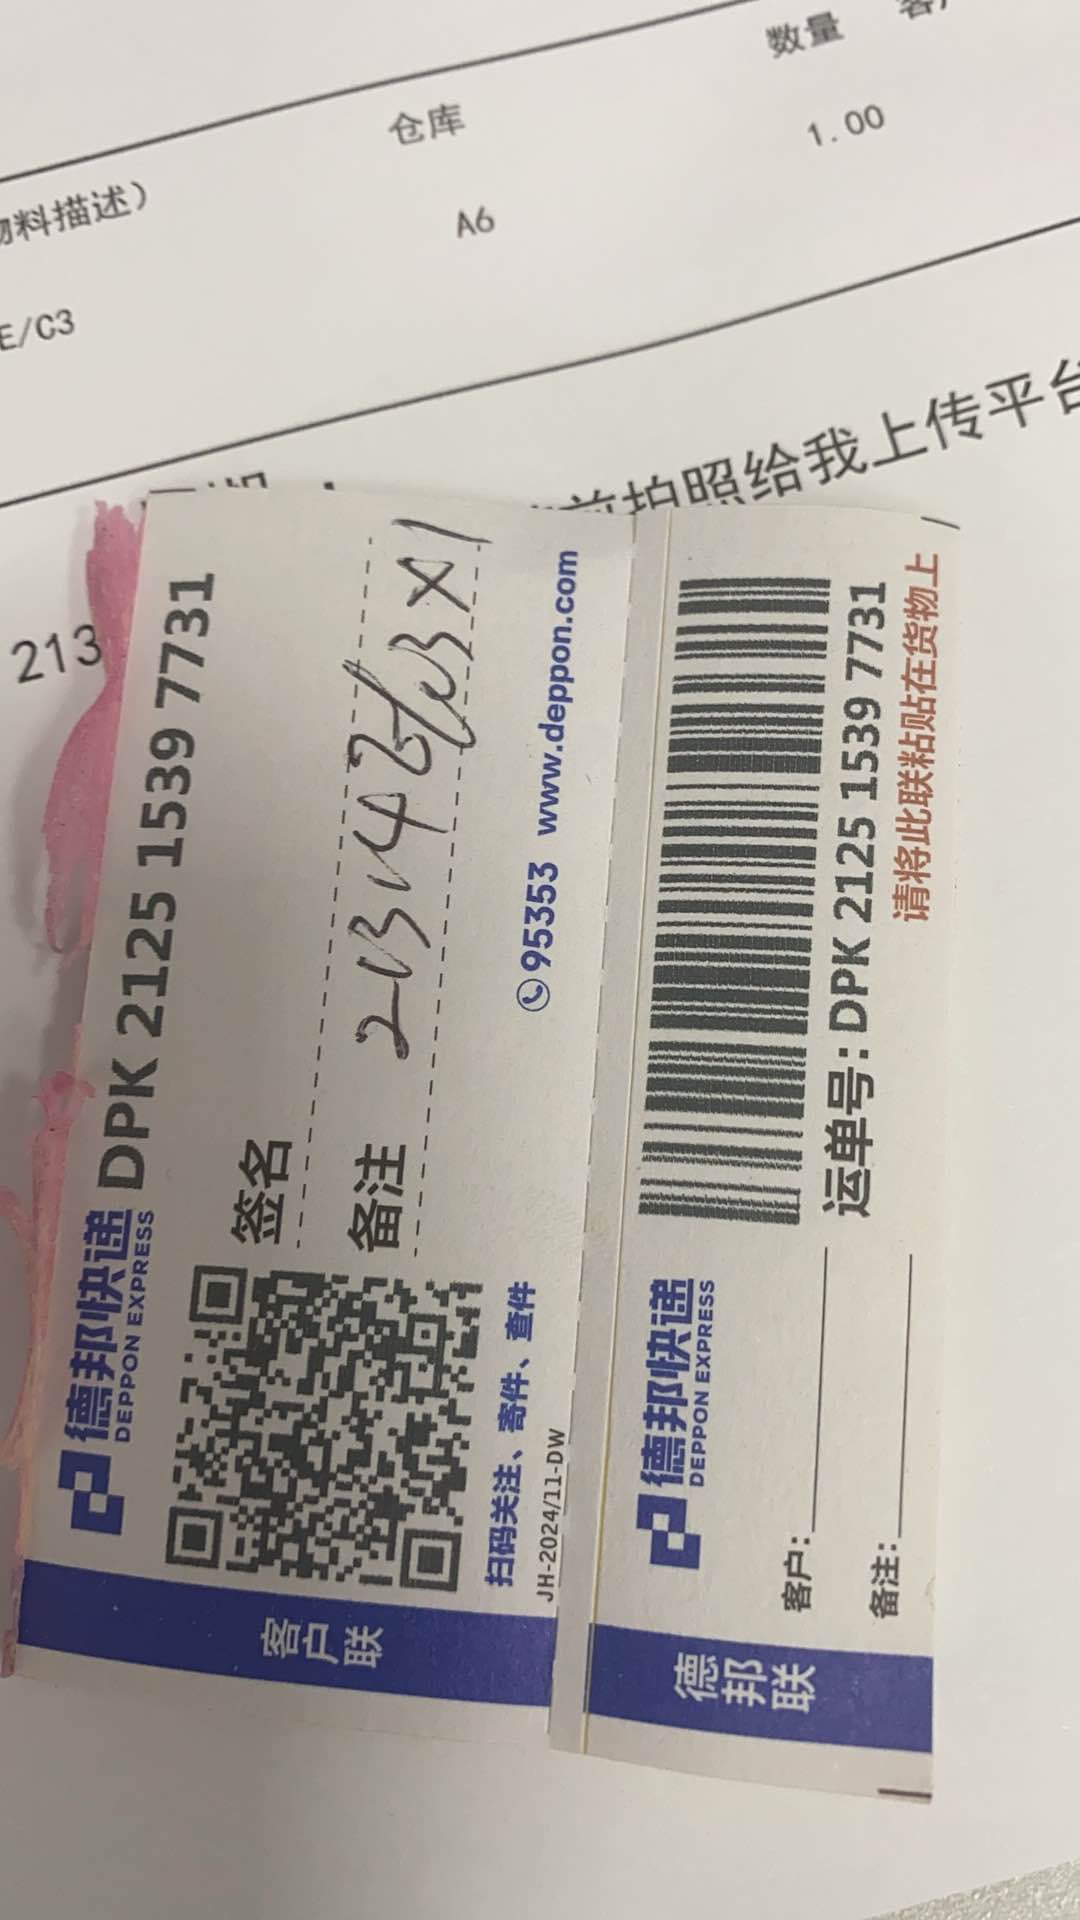 数量
仓库
1.00
物料描述）
A6
E/C3
前拍照给我上传平台
213
德邦快递
DEPPON EXPRESS
DPK 2125 1539 7731
签名
备注
扫码关注、寄件、查件
95353 www.deppon.com
JH-2024/11-DW
客户联
德邦快递
DEPPON EXPRESS
运单号：DPK 2125 1539 7731
请将此联粘贴在货物上
客户：
备注：
德邦联